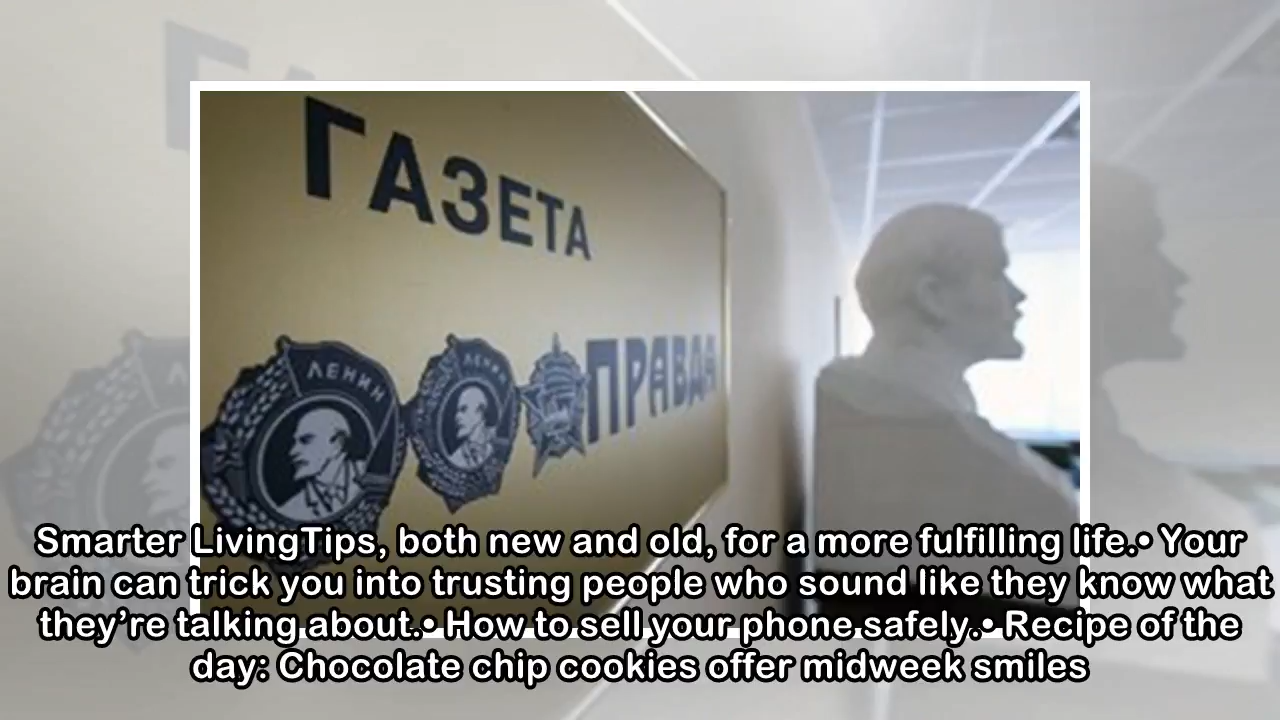 ГАЗЕТА
ЛЕНИН
ЛЕНИН
ПРАВДА
Smarter LivingTips, both new and old, for a more fulfilling life.• Your
brain can trick you into trusting people who sound like they know what
they’re talking about.• How to sell your phone safely.• Recipe of the
day: Chocolate chip cookies offer midweek smiles